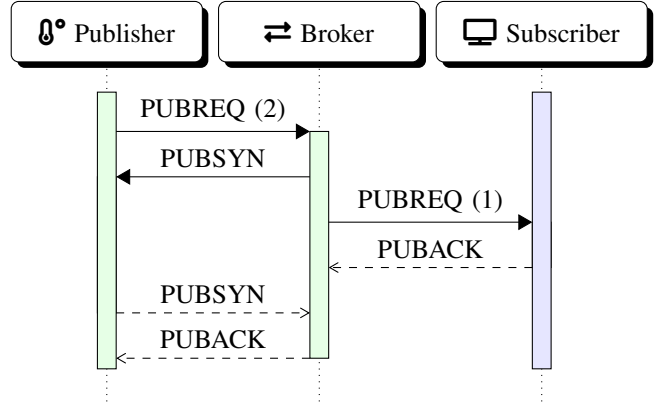 Publisher
Broker
Subscriber
PUBREQ (2)
PUBSYN
PUBREQ (1)
PUBACK
PUBSYN
PUBACK